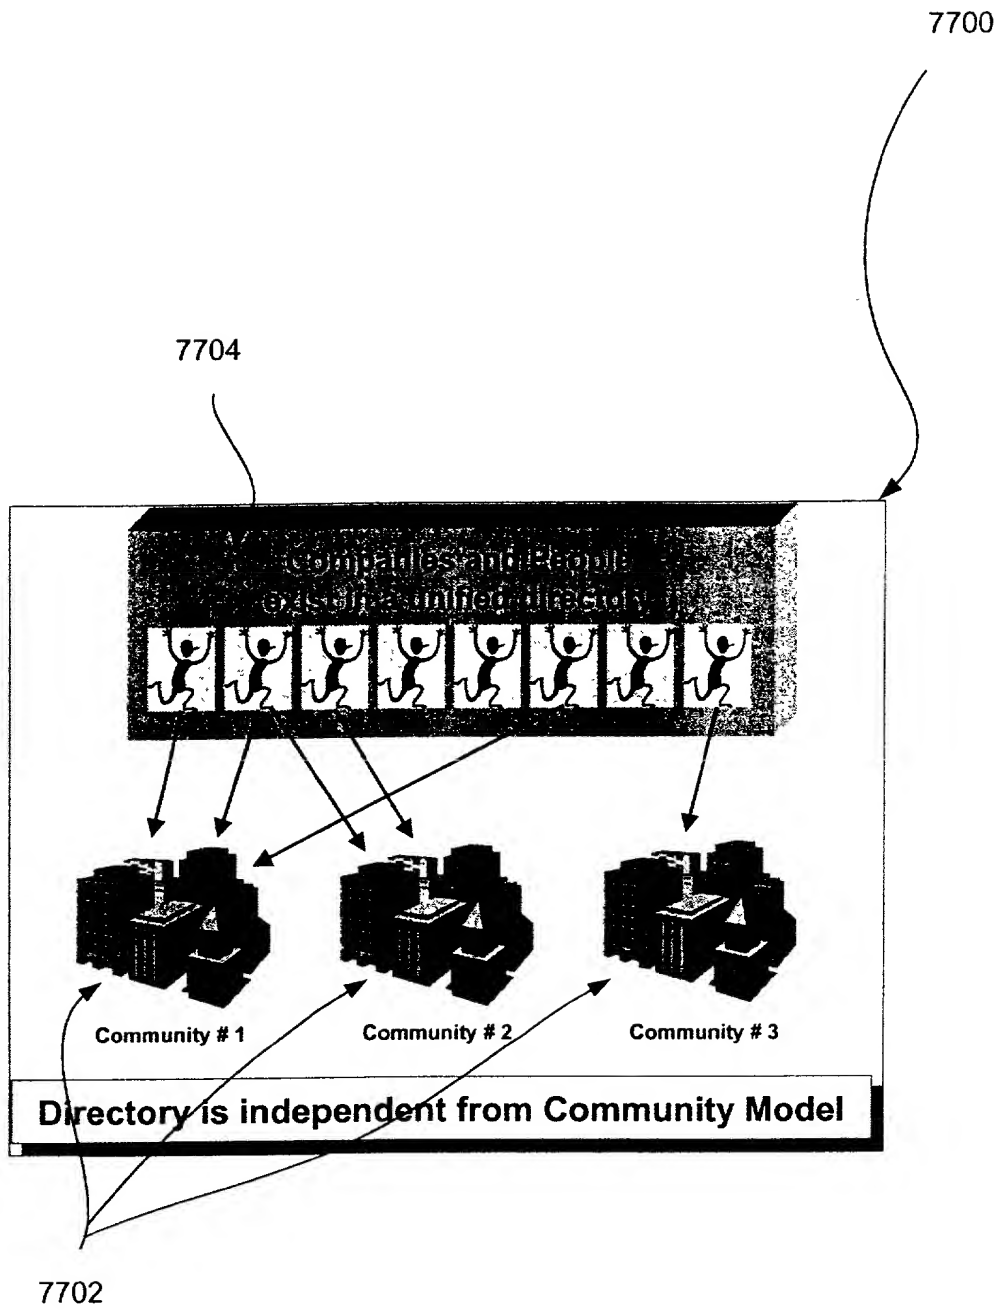 7700
7704
Companies and People
exist in a unified directory
Community # 1
Community # 2
Community # 3
Directory is independent from Community Model
7702